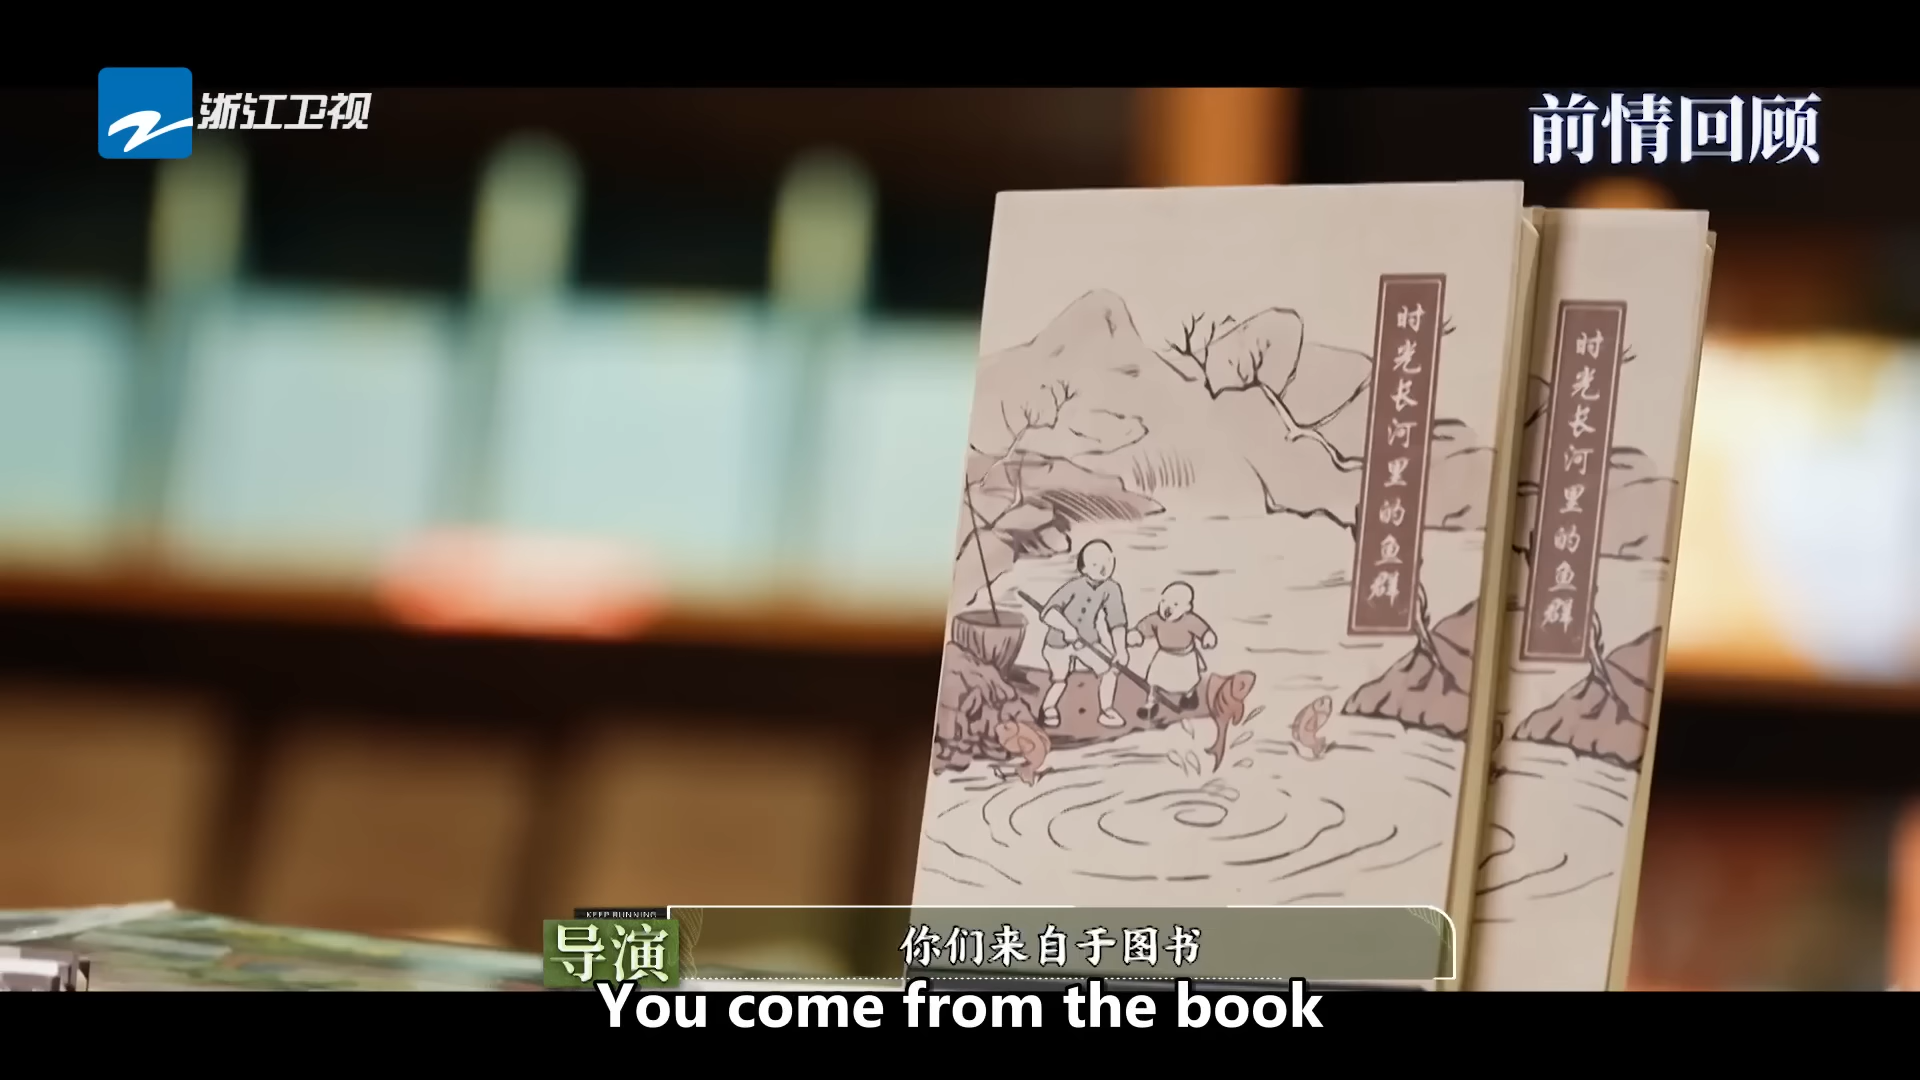 浙江卫视
前情回顾
时光长河里的鱼群
时光长河里的鱼群
KEEP RUNNING
导演
你们来自于图书
You come from the book